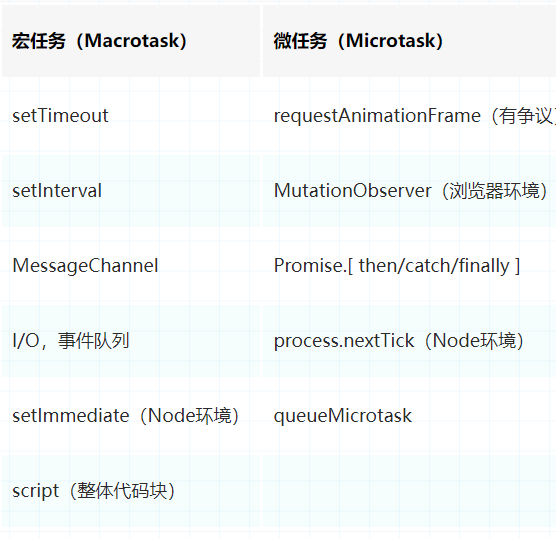 宏任务（Macrotask） 微任务（Microtask）
setTimeout requestAnimationFrame（有争议）
setInterval MutationObserver（浏览器环境）
MessageChannel Promise.[ then/catch/finally ]
I/O，事件队列 process.nextTick（Node环境）
setImmediate（Node环境） queueMicrotask
script（整体代码块）